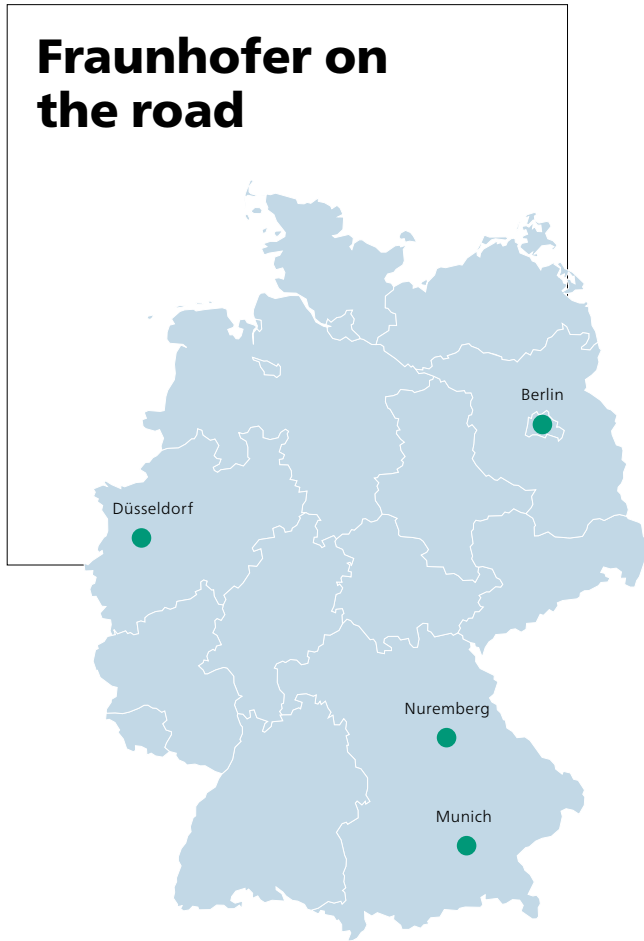 Fraunhofer on
the road
Berlin
Düsseldorf
Nuremberg
Munich